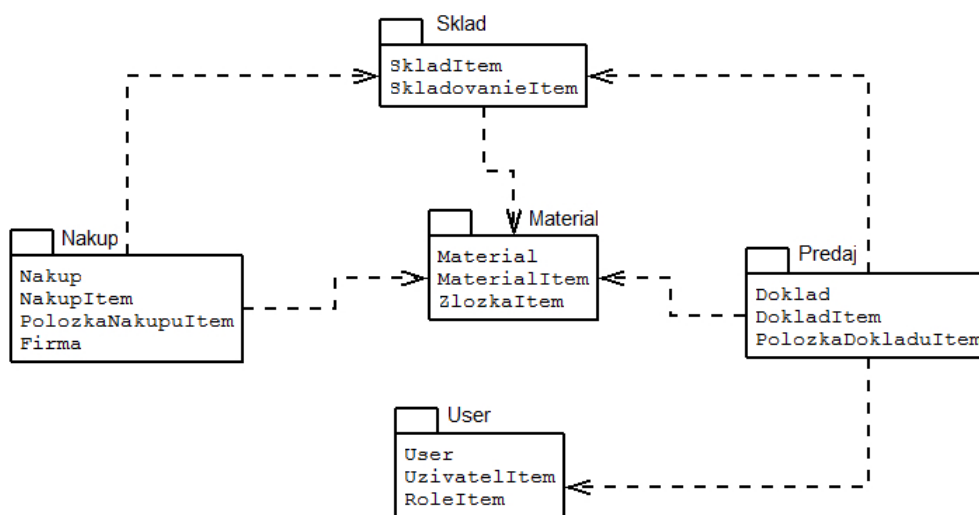 Sklad
SkladItem
SkladovanieItem
Nakup
Nakup
NakupItem
PolozkaNakupuItem
Firma
Material
Material
MaterialItem
ZlozkaItem
Predaj
Doklad
DokladItem
PolozkaDokladuItem
User
User
UzivatelItem
RoleItem